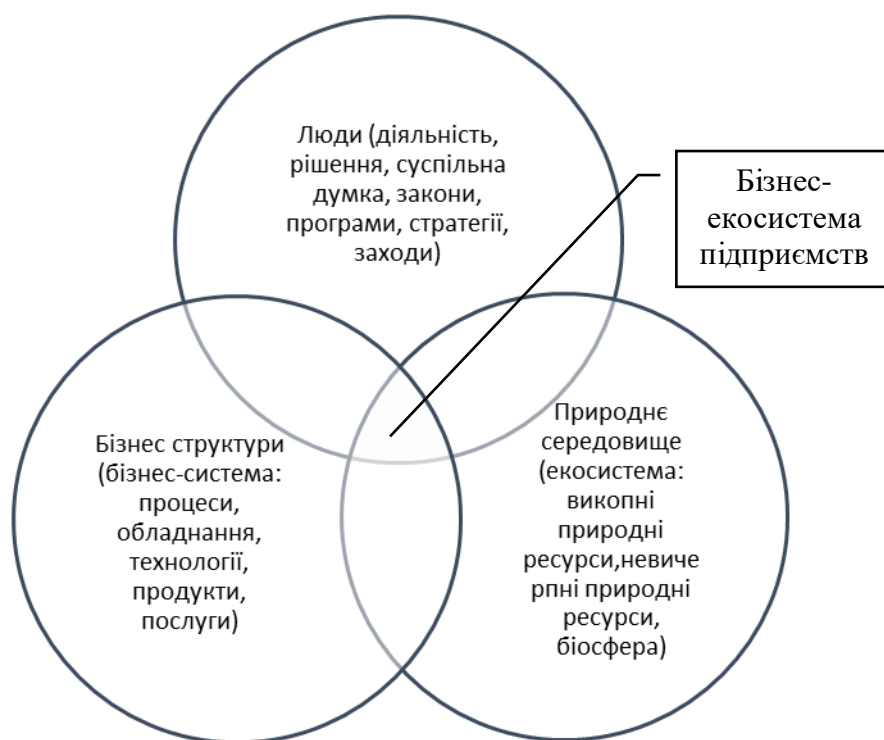 Люди (діяльність,
рішення, суспільна
думка, закони,
програми, стратегії,
заходи)
Бізнес-
екосистема
підприємств
Бізнес структури
(бізнес-система:
процеси,
обладнання,
технології,
продукти,
послуги)
Природнє
середовище
(екосистема:
викопні
природні
ресурси,невиче
рпні природні
ресурси,
біосфера)